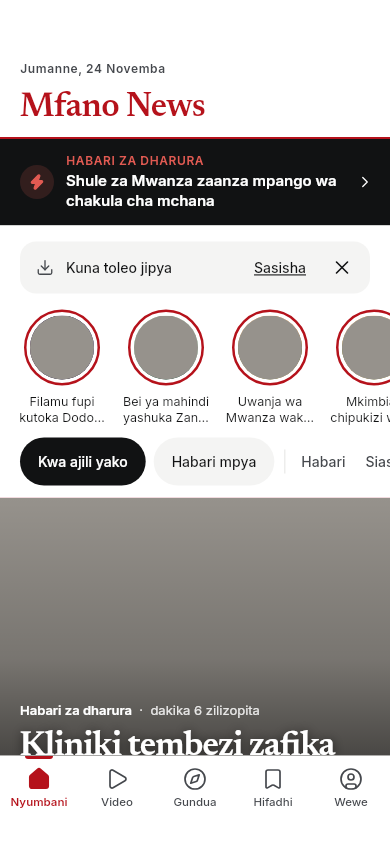 Jumanne, 24 Novemba
Mfano News
HABARI ZA DHARURA
Shule za Mwanza zaanza mpango wa
chakula cha mchana
Kuna toleo jipya
Sasisha
Filamu fupi
kutoka Dodo...
Bei ya mahindi
yashuka Zan...
Uwanja wa
Mwanza wak...
Mkimbi
chipukizi w
Kwa ajili yako
Habari mpya
Habari
Sias
Habari za dharura · dakika 6 zilizopita
Kliniki tembezi zafika
Nyumbani
Video
Gundua
Hifadhi
Wewe